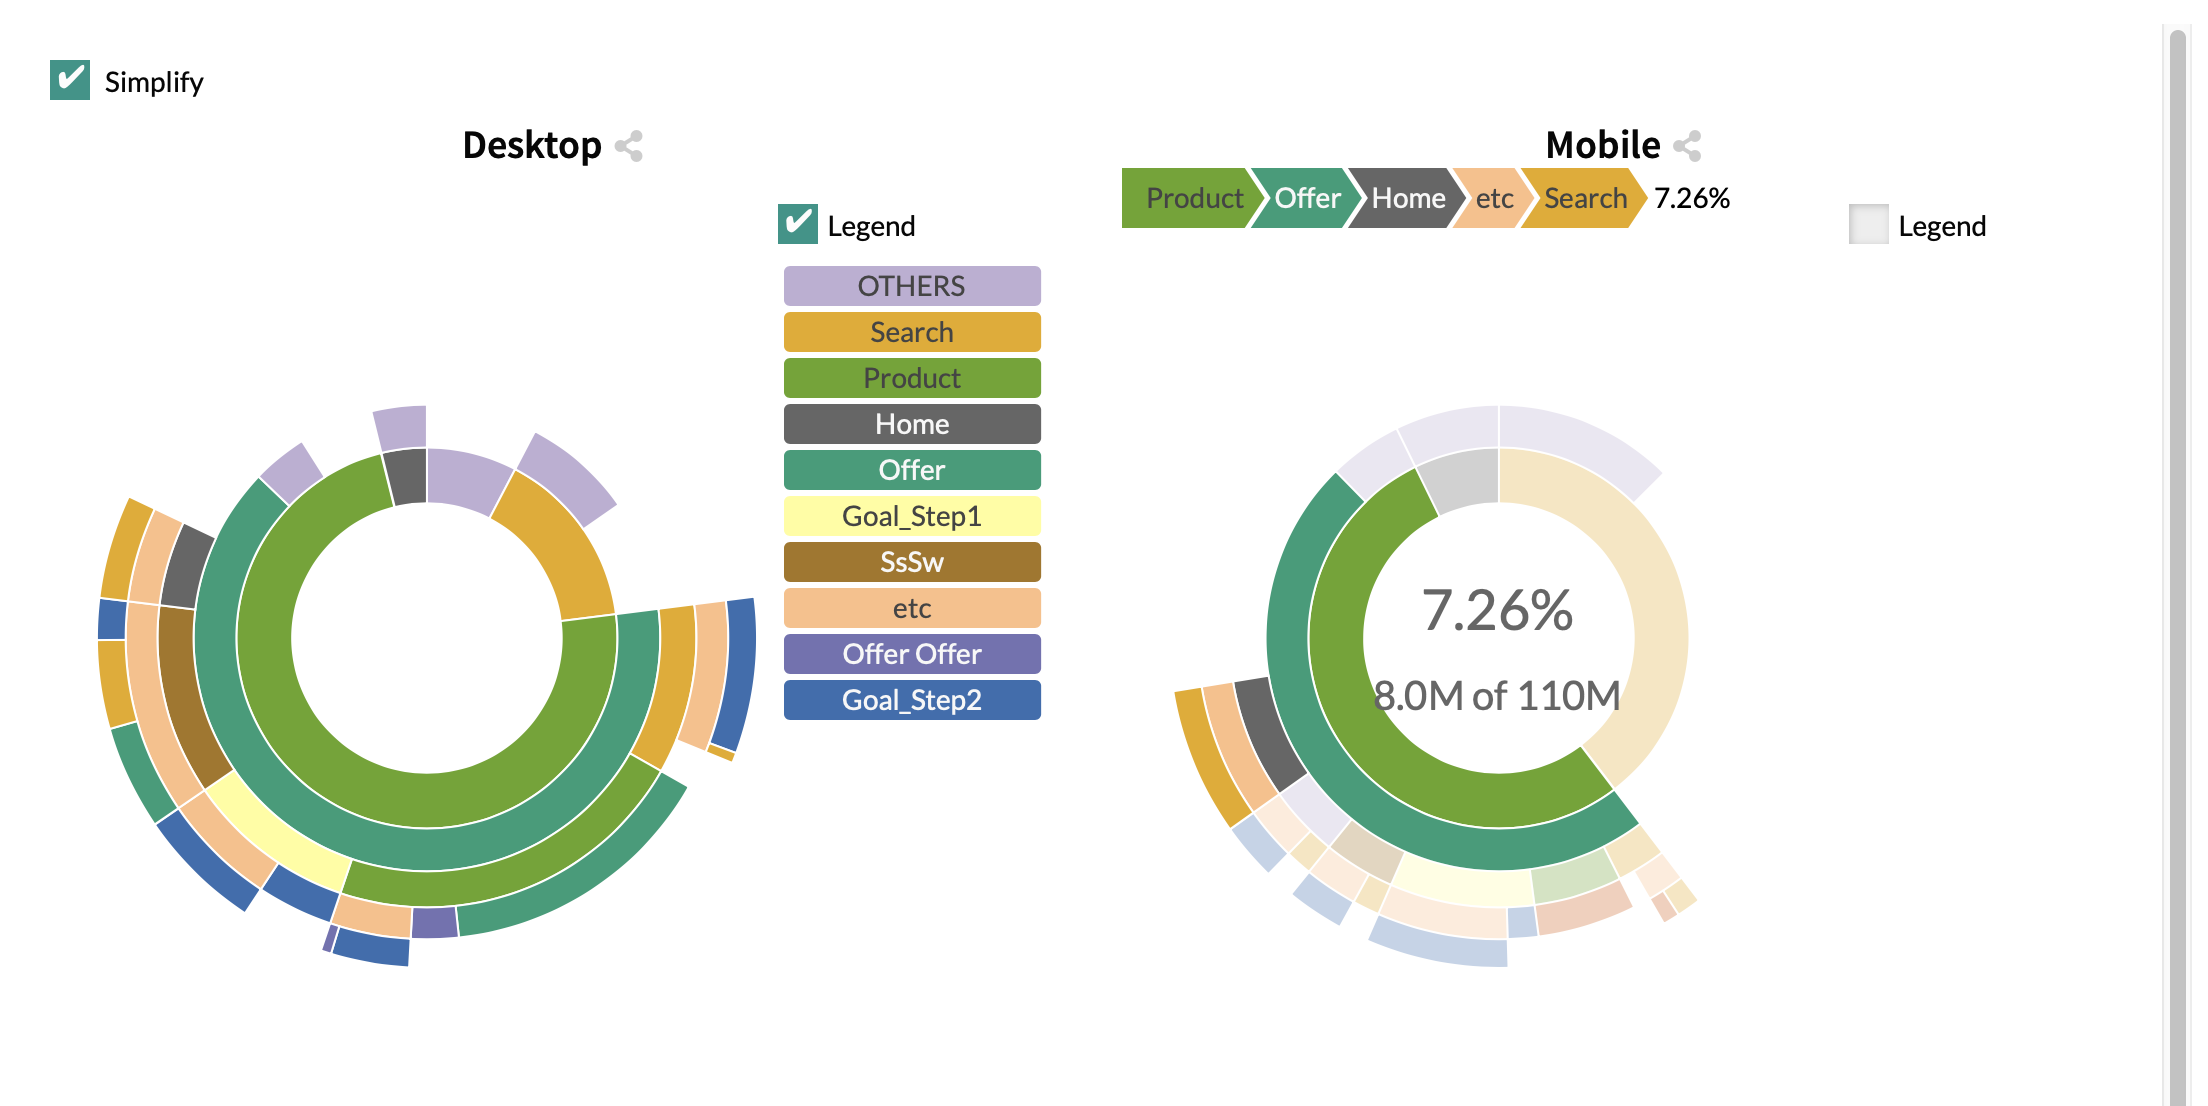 Simplify
Desktop
Legend
OTHERS
Search
Product
Home
Offer
Goal_Step1
SsSw
etc
Offer Offer
Goal_Step2
Mobile
Product Offer Home etc Search 7.26%
Legend
7.26%
8.0M of 110M